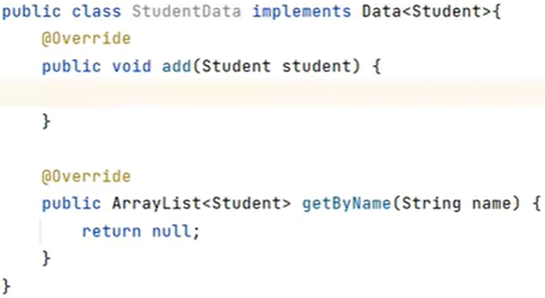 public class StudentData implements Data<Student>{
@Override
public void add(Student student) {
}
@Override
public ArrayList<Student> getByName(String name) {
return null;
}
}